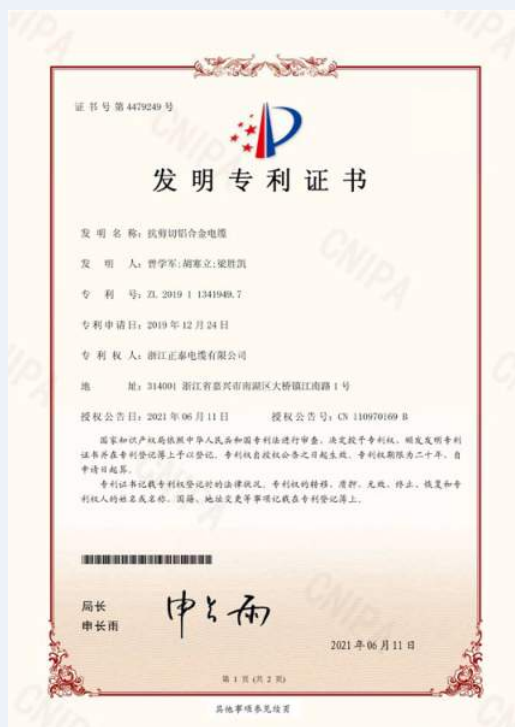 证书号第4479249号
发明专利证书
发明名称：抗剪切铝合金电缆
发明人：曾学军;胡寒立;梁胜凯
专利号：ZL 2019 1 1341949.7
专利申请日：2019年12月24日
专利权人：浙江正泰电缆有限公司
地址：314001 浙江省嘉兴市南湖区大桥镇江南路1号
授权公告日：2021年06月11日 授权公告号：CN 110970169 B
国家知识产权局依照中华人民共和国专利法进行审查，决定授予专利权，颁发发明专利
证书并在专利登记簿上予以登记。专利权自授权公告之日起生效。专利权期限为二十年，自
申请日起算。
专利证书记载专利权登记时的法律状况。专利权的转移、质押、无效、终止、恢复和专
利权人的姓名或名称、国籍、地址变更等事项记载在专利登记簿上。
局长
申长雨
申长雨
2021年06月11日
第1页(共2页)
其他事项参见续页
CNIPA
CNIPA
CNIPA
CNIPA